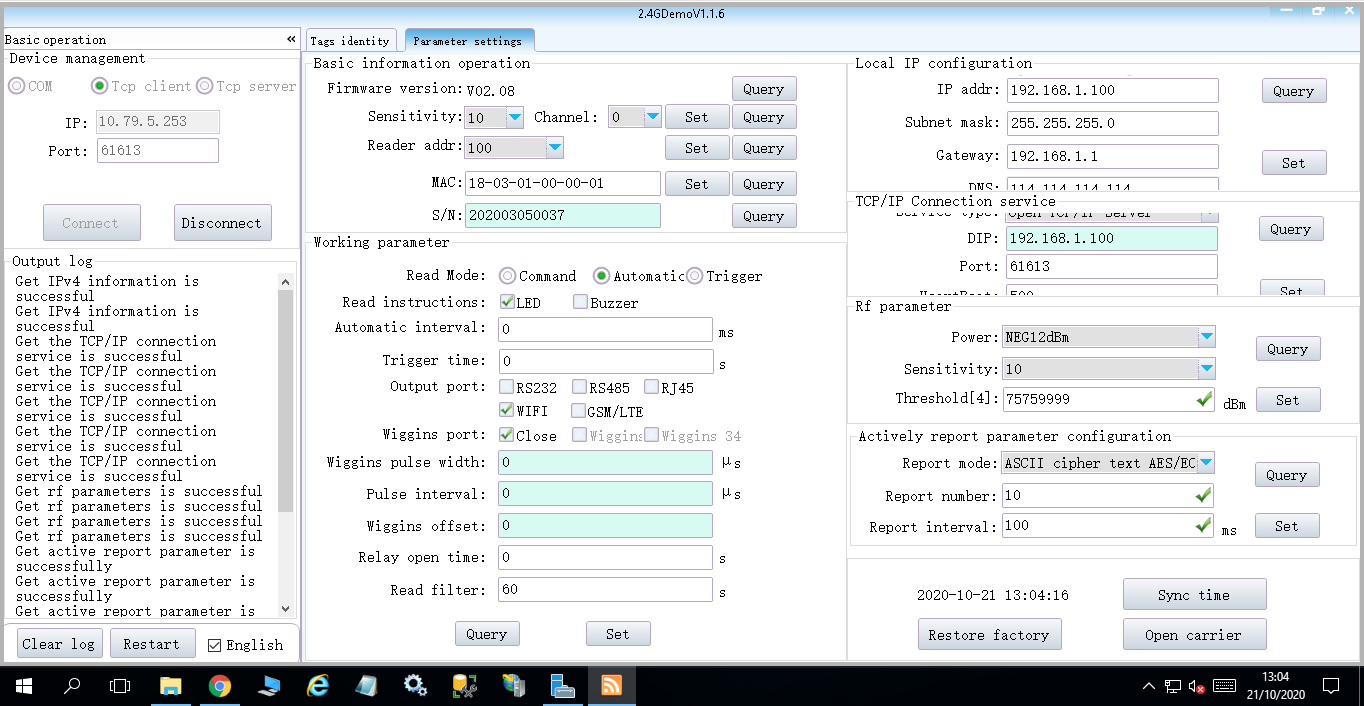 2.4GDemoV1.1.6
Basic operation «
Device management
COM Tcp client Tcp server
IP: 10.79.5.253
Port: 61613
Connect Disconnect
Output log
Get IPv4 information is
successful
Get IPv4 information is
successful
Get the TCP/IP connection
service is successful
Get the TCP/IP connection
service is successful
Get the TCP/IP connection
service is successful
Get the TCP/IP connection
service is successful
Get the TCP/IP connection
service is successful
Get rf parameters is successful
Get rf parameters is successful
Get rf parameters is successful
Get rf parameters is successful
Get active report parameter is
successfully
Get active report parameter is
successfully
Get active report parameter is
Clear log Restart English
Tags identity Parameter settings
Basic information operation
Firmware version: V02.08 Query
Sensitivity: 10 Channel: 0 Set Query
Reader addr: 100 Set Query
MAC: 18-03-01-00-00-01 Set Query
S/N: 202003050037 Query
Working parameter
Read Mode: Command Automatic Trigger
Read instructions: LED Buzzer
Automatic interval: 0 ms
Trigger time: 0 s
Output port: RS232 RS485 RJ45
WIFI GSM/LTE
Wiggins port: Close Wiggins Wiggins 34
Wiggins pulse width: 0 μs
Pulse interval: 0 μs
Wiggins offset: 0
Relay open time: 0 s
Read filter: 60 s
Query Set
Local IP configuration
IP addr: 192.168.1.100 Query
Subnet mask: 255.255.255.0
Gateway: 192.168.1.1 Set
DNS: 114.114.114.114
TCP/IP Connection service
Service type: Open TCP/IP Server
Query
DIP: 192.168.1.100
Port: 61613
500 Set
Rf parameter
Power: NEG12dBm Query
Sensitivity: 10
Threshold[4]: 75759999 dBm Set
Actively report parameter configuration
Report mode: ASCII cipher text AES/EC
Query
Report number: 10
Report interval: 100 ms Set
2020-10-21 13:04:16 Sync time
Restore factory Open carrier
13:04
21/10/2020